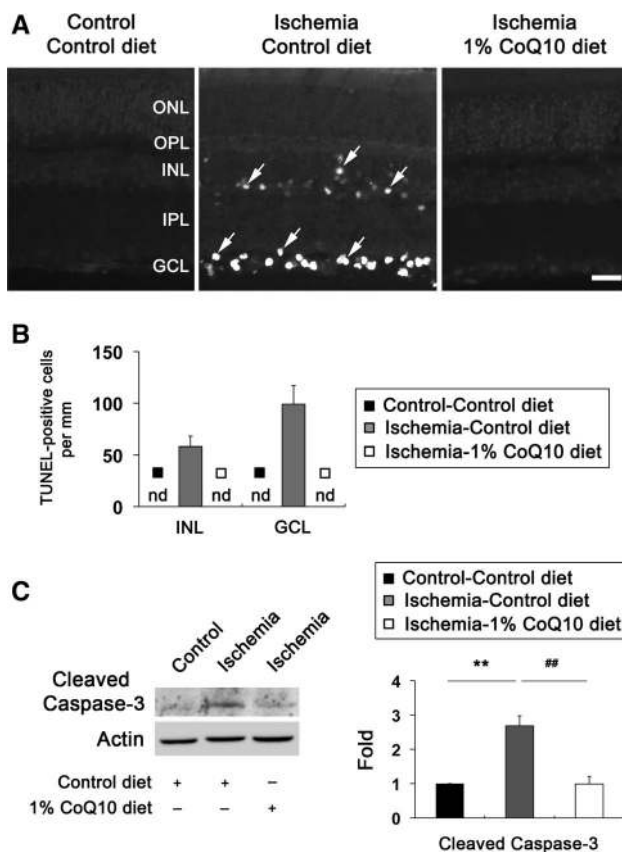 A
Control
Control diet
Ischemia
Control diet
Ischemia
1% CoQ10 diet
ONL
OPL
INL
IPL
GCL
B
TUNEL-positive cells
per mm
150
100
50
0
nd
nd
nd
nd
INL
GCL
Control-Control diet
Ischemia-Control diet
Ischemia-1% CoQ10 diet
C
Control
Ischemia
Ischemia
Cleaved
Caspase-3
Actin
Control diet + + –
1% CoQ10 diet – – +
Control-Control diet
Ischemia-Control diet
Ischemia-1% CoQ10 diet
Fold
4
3
2
1
0
**
##
Cleaved Caspase-3